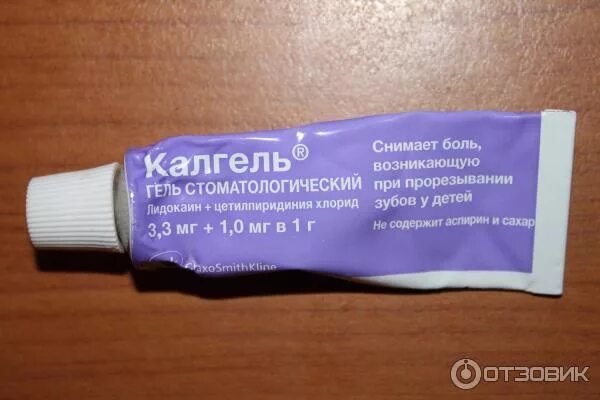 Калгель®
ГЕЛЬ СТОМАТОЛОГИЧЕСКИЙ
Лидокаин + цетилпиридиния хлорид
3,3 мг + 1,0 мг в 1 г
GlaxoSmithKline
Снимает боль,
возникающую
при прорезывании
зубов у детей
Не содержит аспирин и сахар
ОТЗОВИК